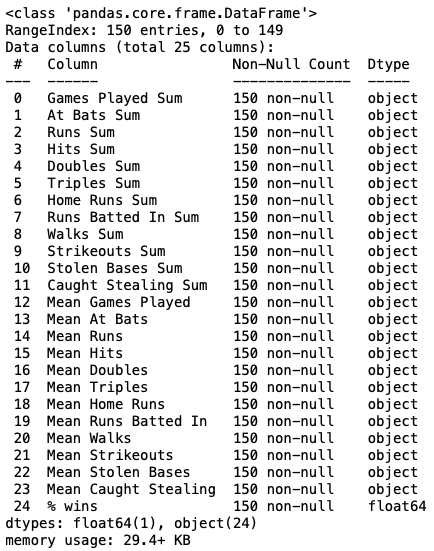 <class 'pandas.core.frame.DataFrame'>
RangeIndex: 150 entries, 0 to 149
Data columns (total 25 columns):
 #   Column                Non-Null Count  Dtype
---  ------                --------------  -----
 0   Games Played Sum      150 non-null    object
 1   At Bats Sum           150 non-null    object
 2   Runs Sum              150 non-null    object
 3   Hits Sum              150 non-null    object
 4   Doubles Sum           150 non-null    object
 5   Triples Sum           150 non-null    object
 6   Home Runs Sum         150 non-null    object
 7   Runs Batted In Sum    150 non-null    object
 8   Walks Sum             150 non-null    object
 9   Strikeouts Sum        150 non-null    object
 10  Stolen Bases Sum      150 non-null    object
 11  Caught Stealing Sum   150 non-null    object
 12  Mean Games Played     150 non-null    object
 13  Mean At Bats          150 non-null    object
 14  Mean Runs             150 non-null    object
 15  Mean Hits             150 non-null    object
 16  Mean Doubles          150 non-null    object
 17  Mean Triples          150 non-null    object
 18  Mean Home Runs        150 non-null    object
 19  Mean Runs Batted In   150 non-null    object
 20  Mean Walks            150 non-null    object
 21  Mean Strikeouts       150 non-null    object
 22  Mean Stolen Bases     150 non-null    object
 23  Mean Caught Stealing  150 non-null    object
 24  % wins                150 non-null    float64
dtypes: float64(1), object(24)
memory usage: 29.4+ KB